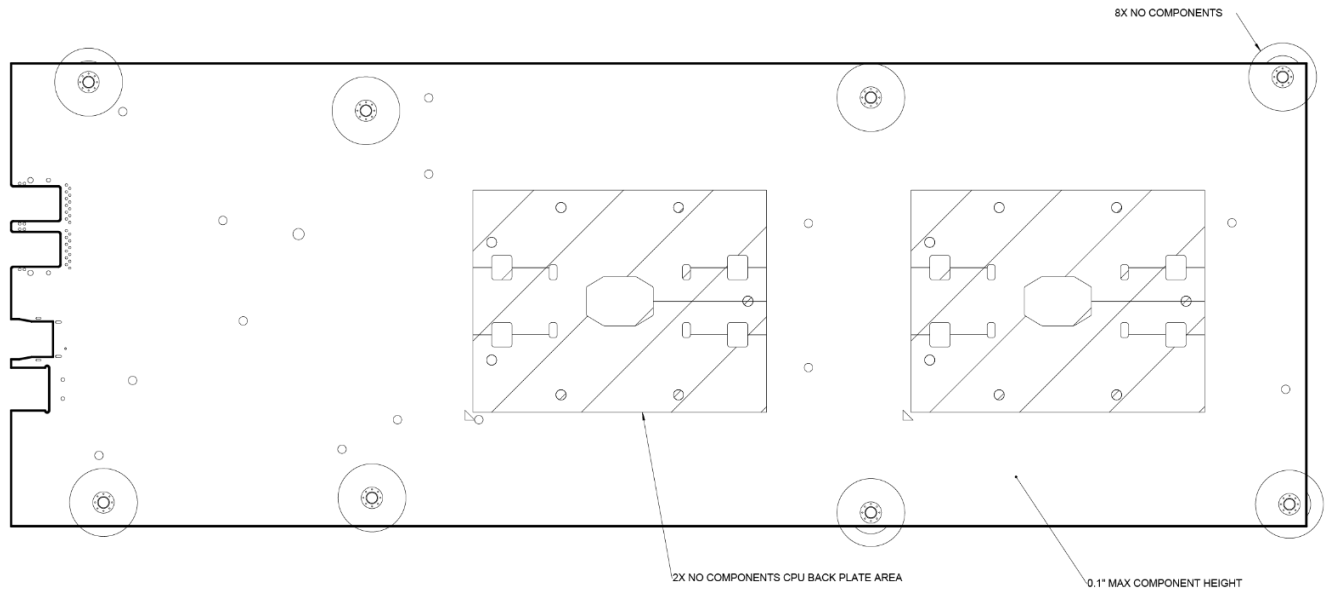 8X NO COMPONENTS
2X NO COMPONENTS CPU BACK PLATE AREA
0.1" MAX COMPONENT HEIGHT